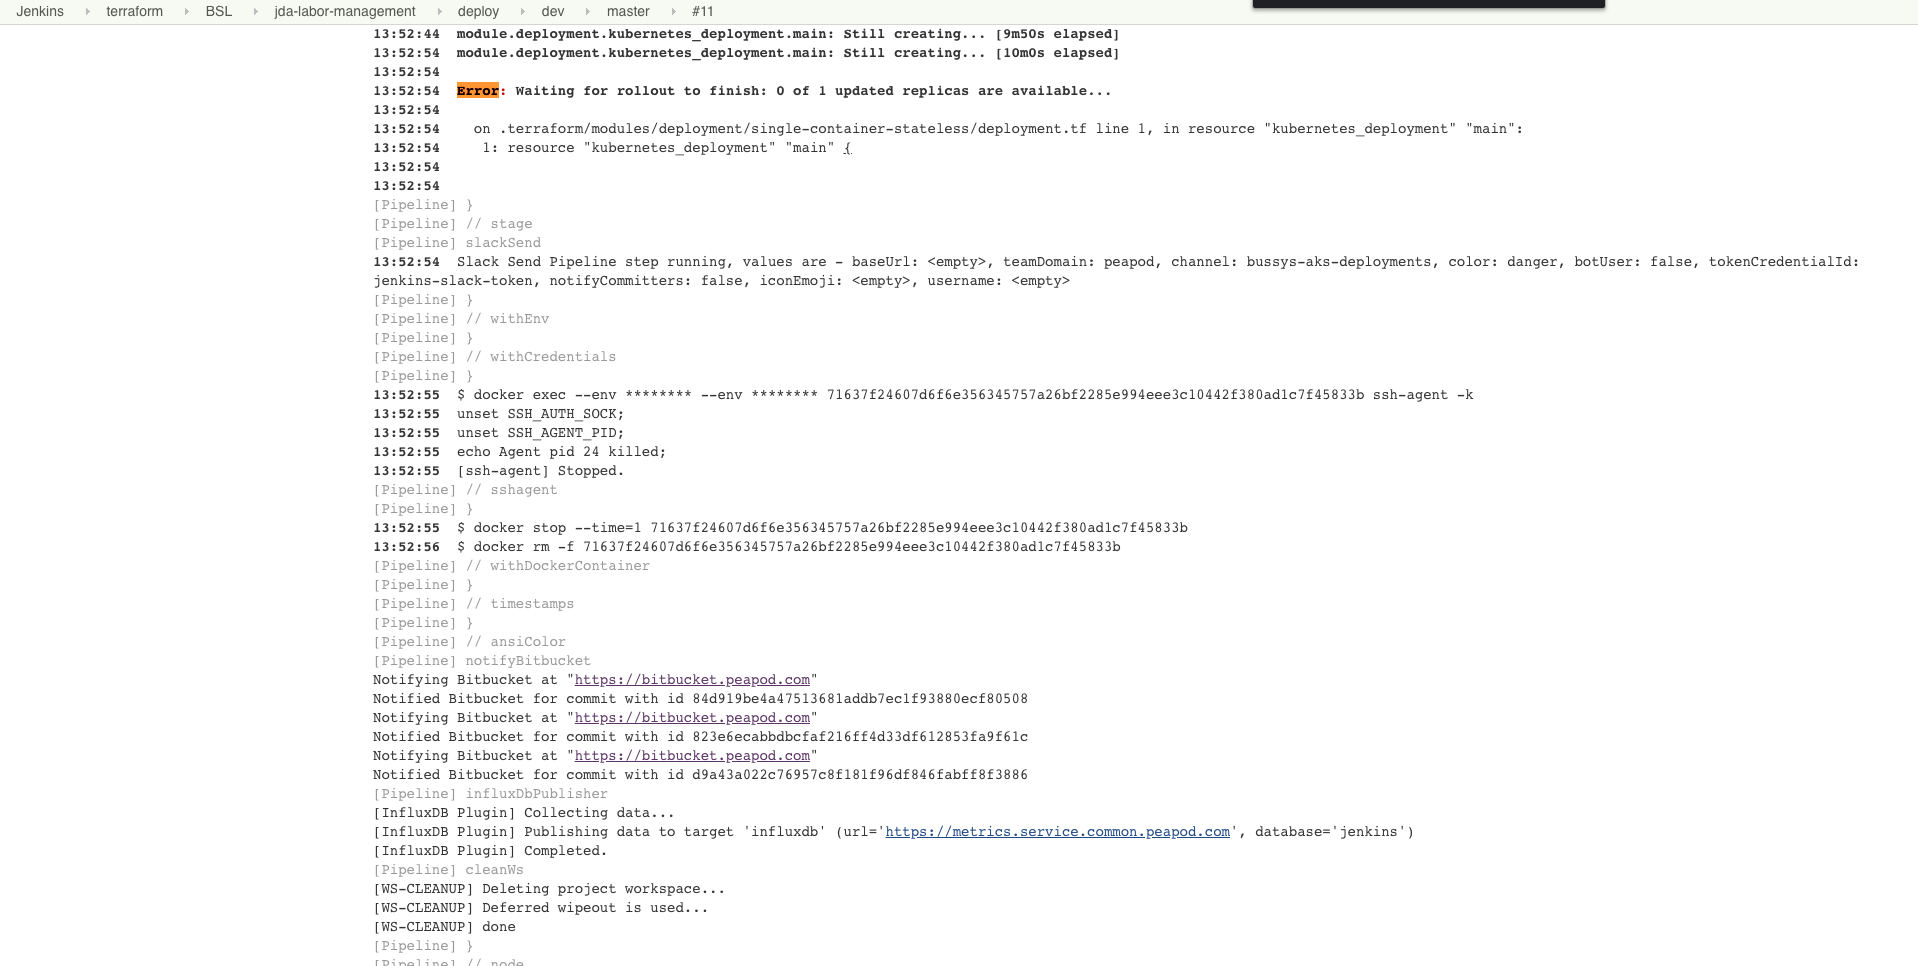 Jenkins terraform BSL jda-labor-management deploy dev master #11
13:52:44 module.deployment.kubernetes_deployment.main: Still creating... [9m50s elapsed]
13:52:54 module.deployment.kubernetes_deployment.main: Still creating... [10m0s elapsed]
13:52:54
13:52:54 Error: Waiting for rollout to finish: 0 of 1 updated replicas are available...
13:52:54
13:52:54 on .terraform/modules/deployment/single-container-stateless/deployment.tf line 1, in resource "kubernetes_deployment" "main":
13:52:54 1: resource "kubernetes_deployment" "main" {
13:52:54
13:52:54
[Pipeline] }
[Pipeline] // stage
[Pipeline] slackSend
13:52:54 Slack Send Pipeline step running, values are - baseUrl: <empty>, teamDomain: peapod, channel: bussys-aks-deployments, color: danger, botUser: false, tokenCredentialId:
jenkins-slack-token, notifyCommitters: false, iconEmoji: <empty>, username: <empty>
[Pipeline] }
[Pipeline] // withEnv
[Pipeline] }
[Pipeline] // withCredentials
[Pipeline] }
13:52:55 $ docker exec --env ******** --env ******** 71637f24607d6f6e356345757a26bf2285e994eee3c10442f380ad1c7f45833b ssh-agent -k
13:52:55 unset SSH_AUTH_SOCK;
13:52:55 unset SSH_AGENT_PID;
13:52:55 echo Agent pid 24 killed;
13:52:55 [ssh-agent] Stopped.
[Pipeline] // sshagent
[Pipeline] }
13:52:55 $ docker stop --time=1 71637f24607d6f6e356345757a26bf2285e994eee3c10442f380ad1c7f45833b
13:52:56 $ docker rm -f 71637f24607d6f6e356345757a26bf2285e994eee3c10442f380ad1c7f45833b
[Pipeline] // withDockerContainer
[Pipeline] }
[Pipeline] // timestamps
[Pipeline] }
[Pipeline] // ansiColor
[Pipeline] notifyBitbucket
Notifying Bitbucket at "https://bitbucket.peapod.com"
Notified Bitbucket for commit with id 84d919be4a47513681addb7ec1f93880ecf80508
Notifying Bitbucket at "https://bitbucket.peapod.com"
Notified Bitbucket for commit with id 823e6ecabbdbcfaf216ff4d33df612853fa9f61c
Notifying Bitbucket at "https://bitbucket.peapod.com"
Notified Bitbucket for commit with id d9a43a022c76957c8f181f96df846fabff8f3886
[Pipeline] influxDbPublisher
[InfluxDB Plugin] Collecting data...
[InfluxDB Plugin] Publishing data to target 'influxdb' (url='https://metrics.service.common.peapod.com', database='jenkins')
[InfluxDB Plugin] Completed.
[Pipeline] cleanWs
[WS-CLEANUP] Deleting project workspace...
[WS-CLEANUP] Deferred wipeout is used...
[WS-CLEANUP] done
[Pipeline] }
[Pipeline] // node